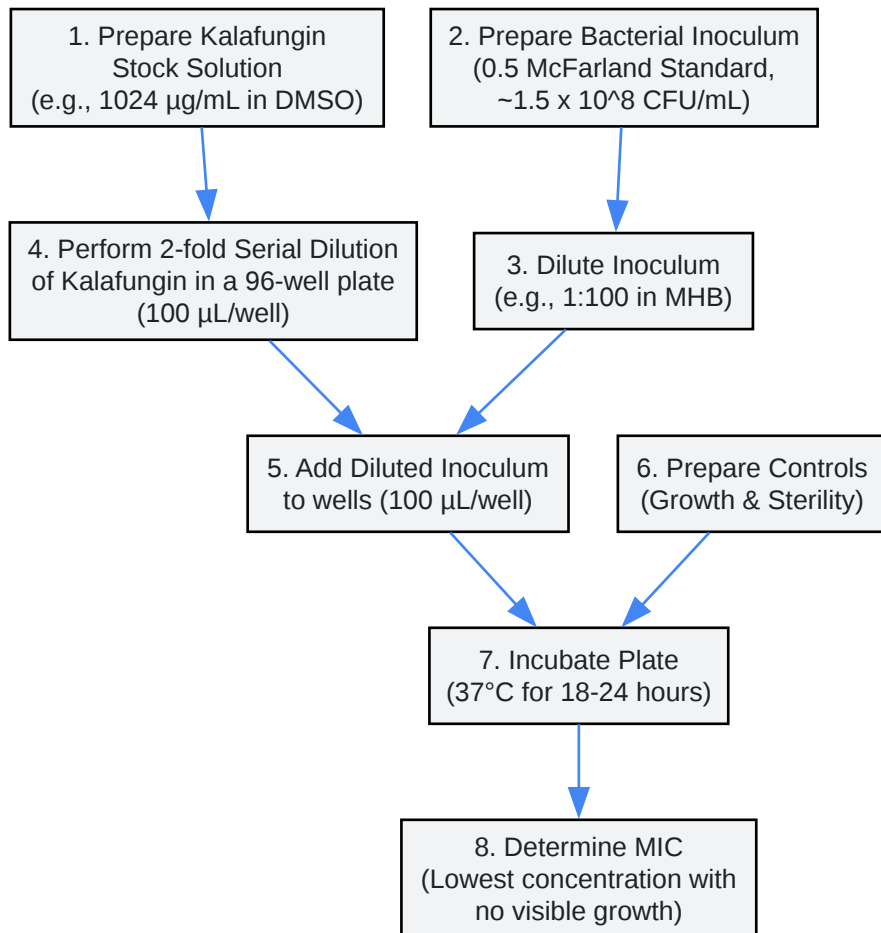 1. Prepare Kalafungin
Stock Solution
(e.g., 1024 µg/mL in DMSO)
2. Prepare Bacterial Inoculum
(0.5 McFarland Standard,
~1.5 x 10^8 CFU/mL)
4. Perform 2-fold Serial Dilution
of Kalafungin in a 96-well plate
(100 µL/well)
3. Dilute Inoculum
(e.g., 1:100 in MHB)
5. Add Diluted Inoculum
to wells (100 µL/well)
6. Prepare Controls
(Growth & Sterility)
7. Incubate Plate
(37°C for 18-24 hours)
8. Determine MIC
(Lowest concentration with
no visible growth)